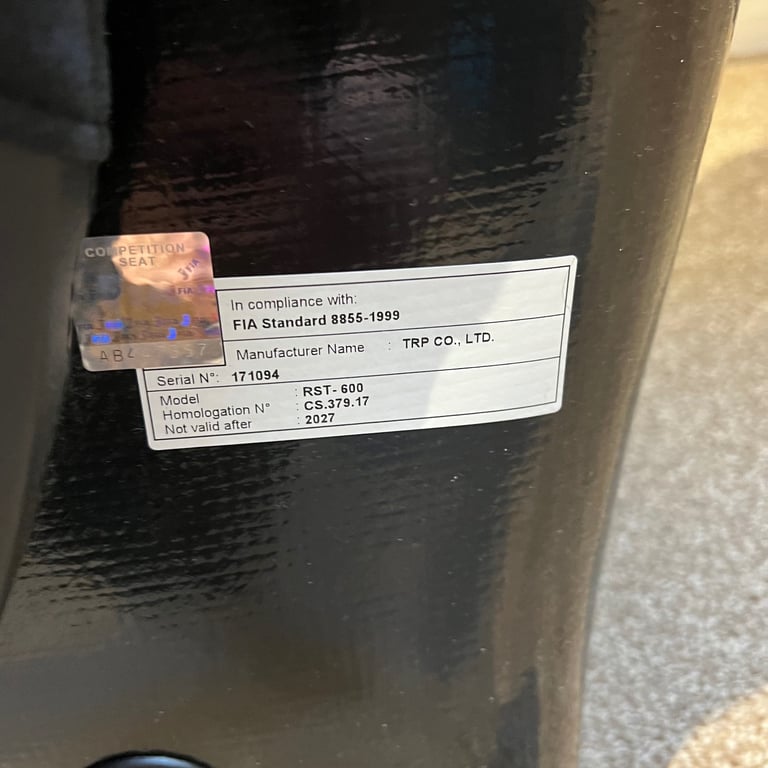 COMPETITION
SEAT
FIA
In compliance with:
FIA Standard 8855-1999
Manufacturer Name : TRP CO., LTD.
Serial N°: 171094
Model : RST- 600
Homologation N° : CS.379.17
Not valid after : 2027